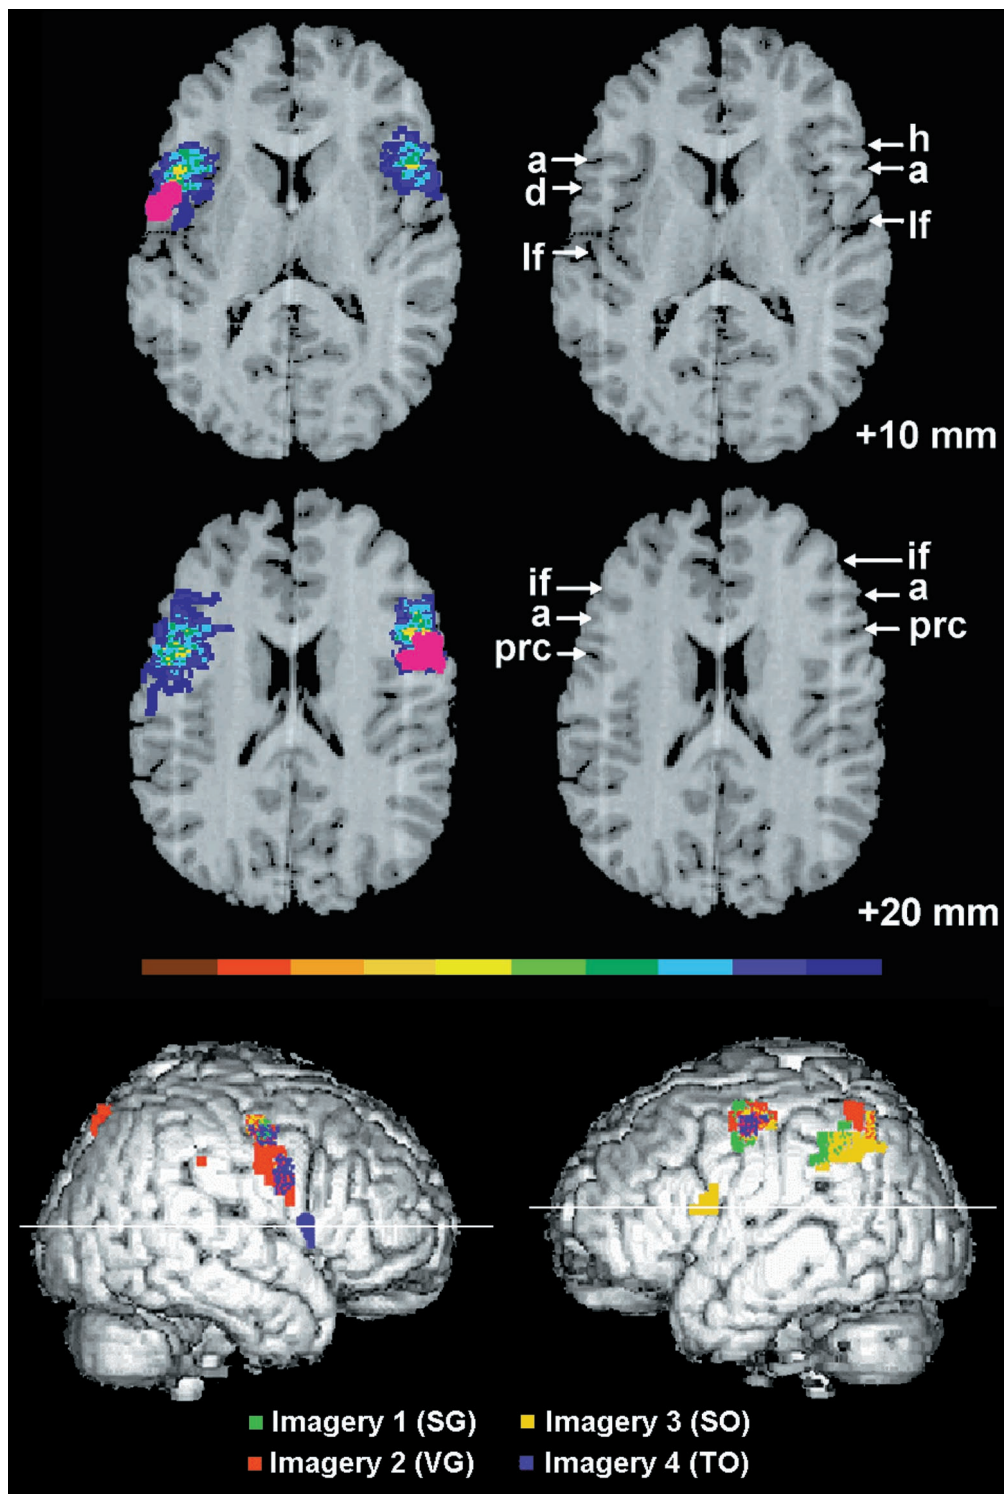 h
a
a
d
lf
lf
+10 mm
if
if
a
a
prc
prc
+20 mm
Imagery 1 (SG)
Imagery 3 (SO)
Imagery 2 (VG)
Imagery 4 (TO)